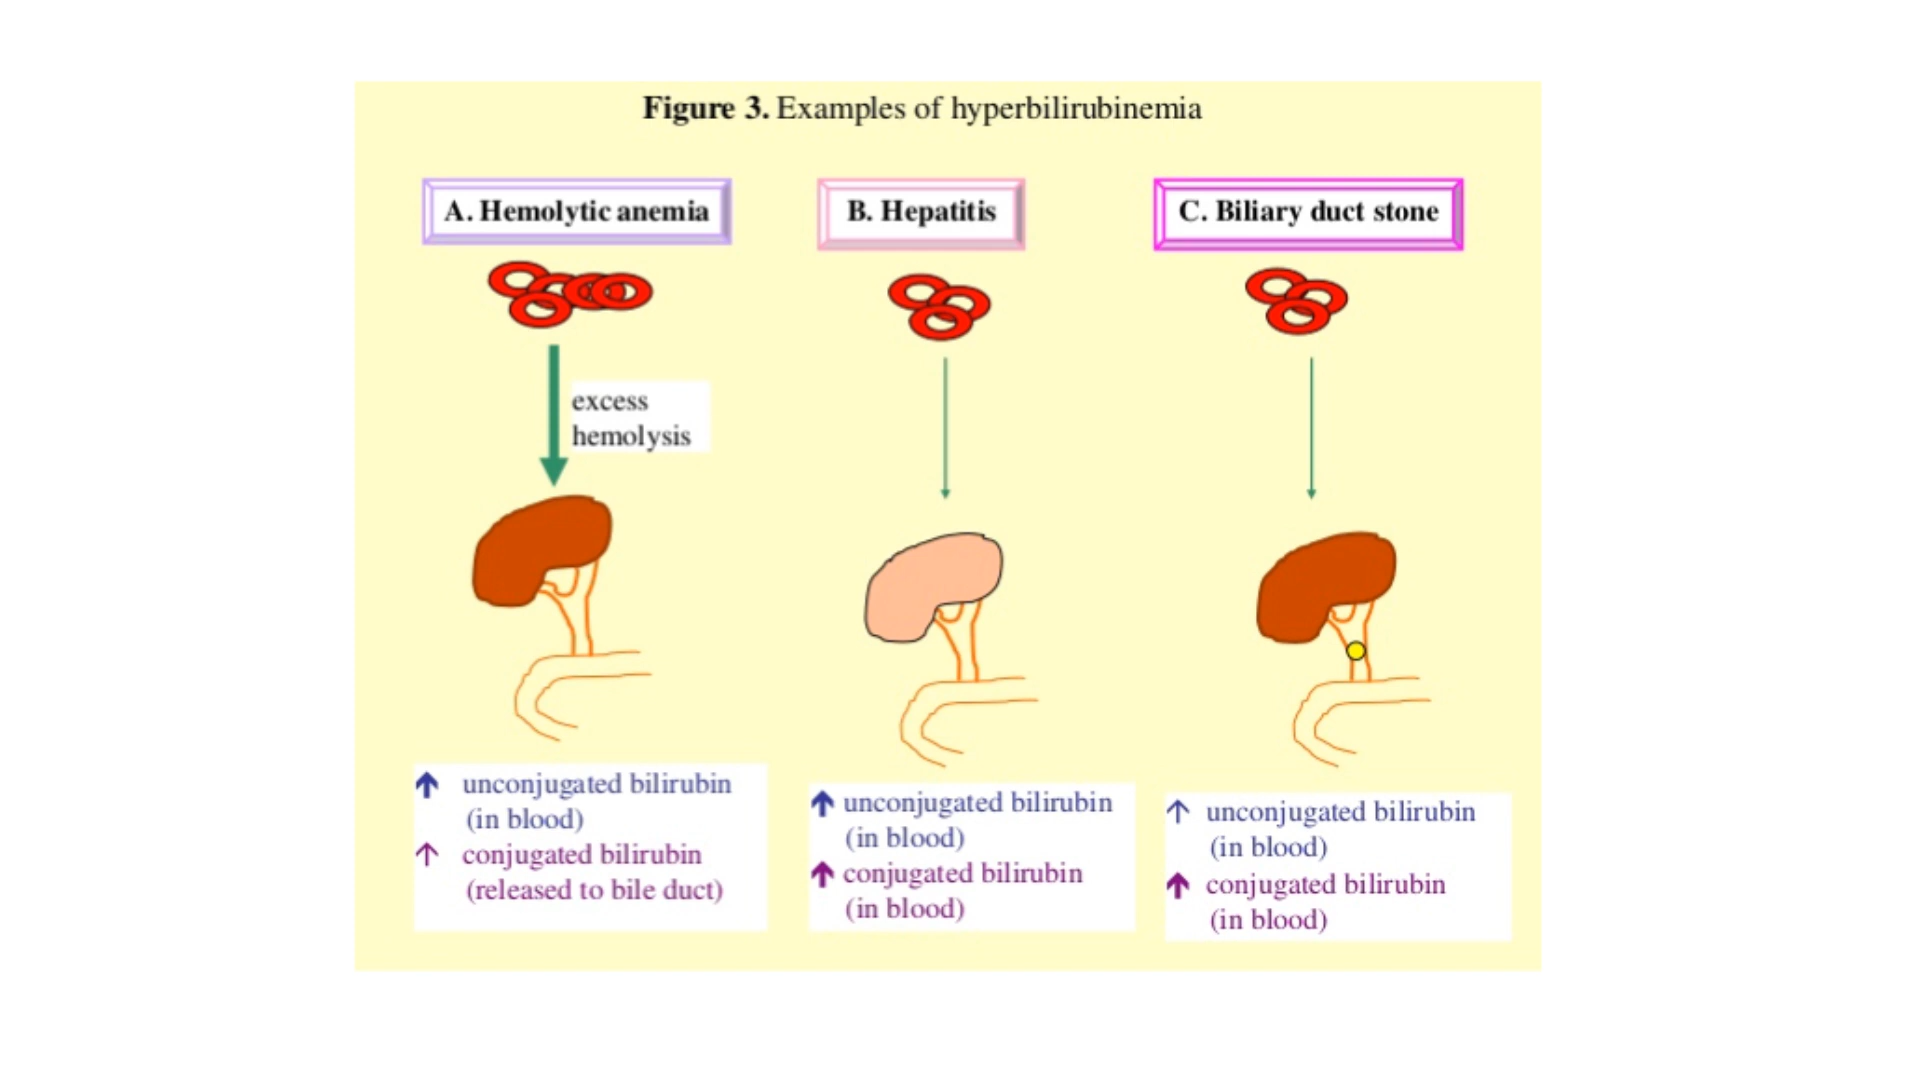 Figure 3. Examples of hyperbilirubinemia
A. Hemolytic anemia
B. Hepatitis
C. Biliary duct stone
excess
hemolysis
↑ unconjugated bilirubin
(in blood)
↑ conjugated bilirubin
(released to bile duct)
↑ unconjugated bilirubin
(in blood)
↑ conjugated bilirubin
(in blood)
↑ unconjugated bilirubin
(in blood)
↑ conjugated bilirubin
(in blood)